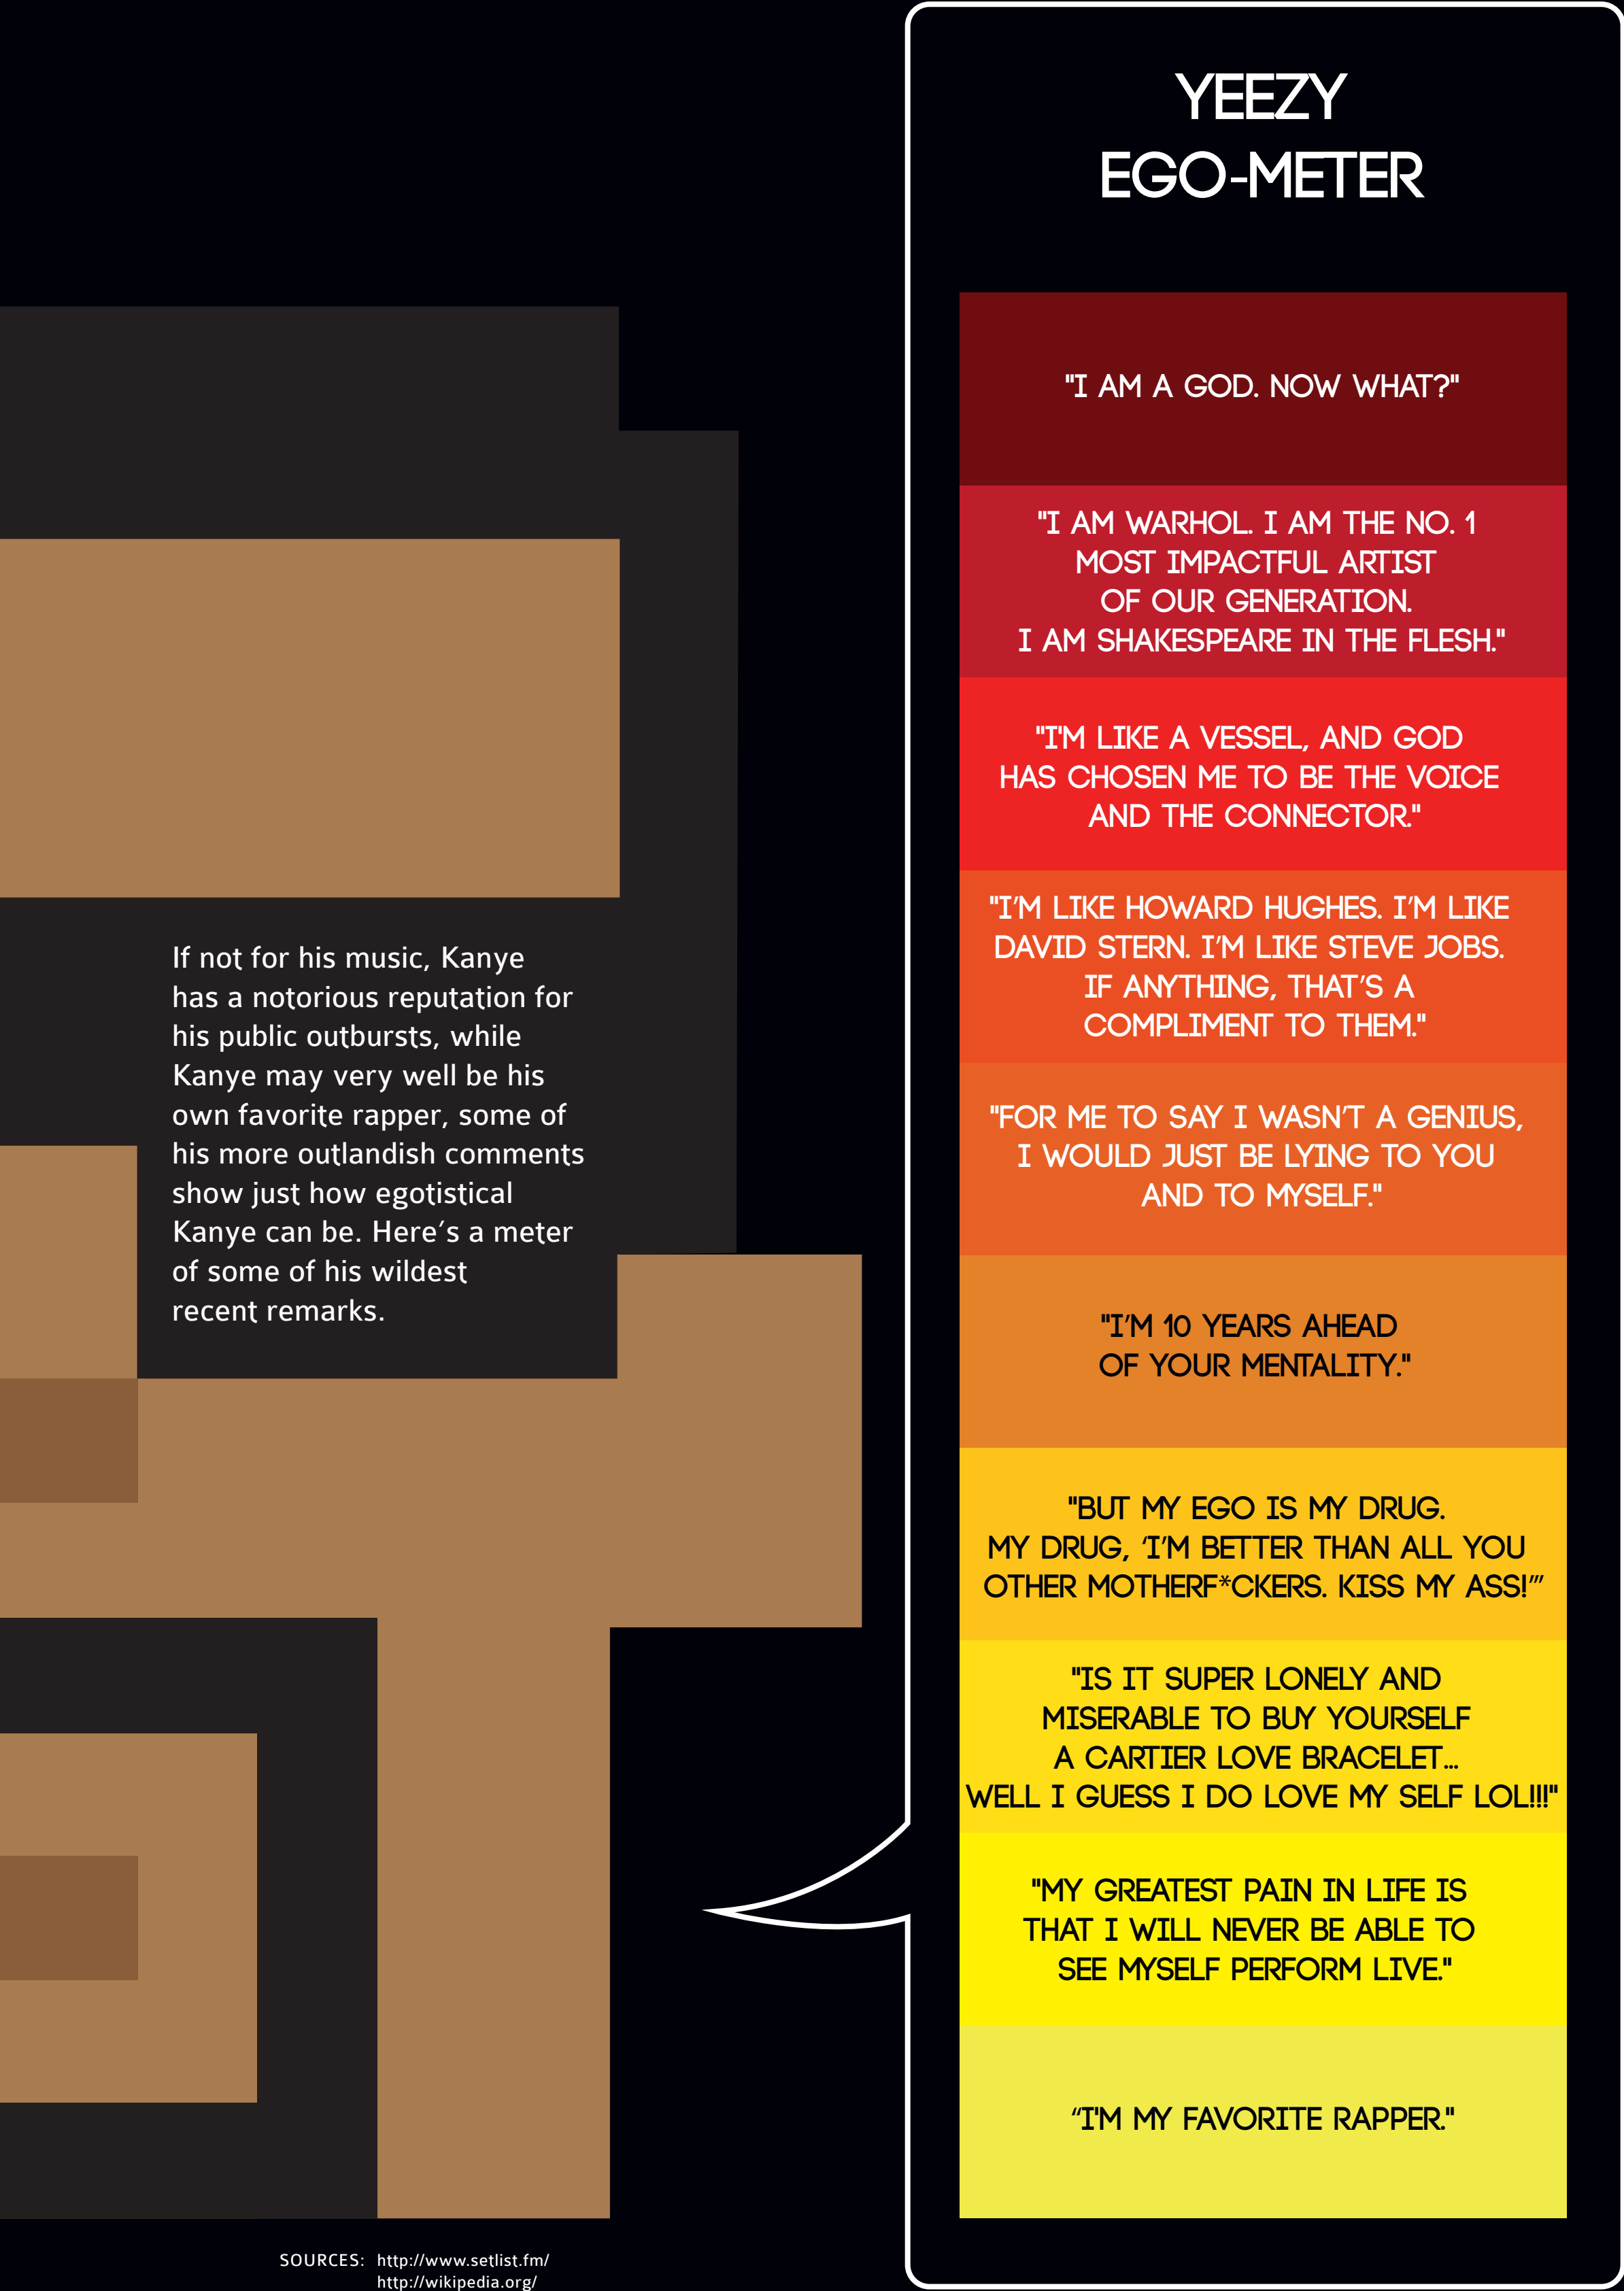 YEEZY
EGO-METER
"I AM A GOD. NOW WHAT?"
"I AM WARHOL. I AM THE NO. 1
MOST IMPACTFUL ARTIST
OF OUR GENERATION.
I AM SHAKESPEARE IN THE FLESH."
"I'M LIKE A VESSEL, AND GOD
HAS CHOSEN ME TO BE THE VOICE
AND THE CONNECTOR."
"I’M LIKE HOWARD HUGHES. I’M LIKE
DAVID STERN. I’M LIKE STEVE JOBS.
IF ANYTHING, THAT’S A
COMPLIMENT TO THEM."
"FOR ME TO SAY I WASN’T A GENIUS,
I WOULD JUST BE LYING TO YOU
AND TO MYSELF."
"I’M 10 YEARS AHEAD
OF YOUR MENTALITY."
"BUT MY EGO IS MY DRUG.
MY DRUG, ‘I’M BETTER THAN ALL YOU
OTHER MOTHERF*CKERS. KISS MY ASS!’”
"IS IT SUPER LONELY AND
MISERABLE TO BUY YOURSELF
A CARTIER LOVE BRACELET...
WELL I GUESS I DO LOVE MY SELF LOL!!!"
"MY GREATEST PAIN IN LIFE IS
THAT I WILL NEVER BE ABLE TO
SEE MYSELF PERFORM LIVE."
“I'M MY FAVORITE RAPPER."
If not for his music, Kanye
has a notorious reputation for
his public outbursts, while
Kanye may very well be his
own favorite rapper, some of
his more outlandish comments
show just how egotistical
Kanye can be. Here’s a meter
of some of his wildest
recent remarks.
SOURCES: http://www.setlist.fm/
http://wikipedia.org/